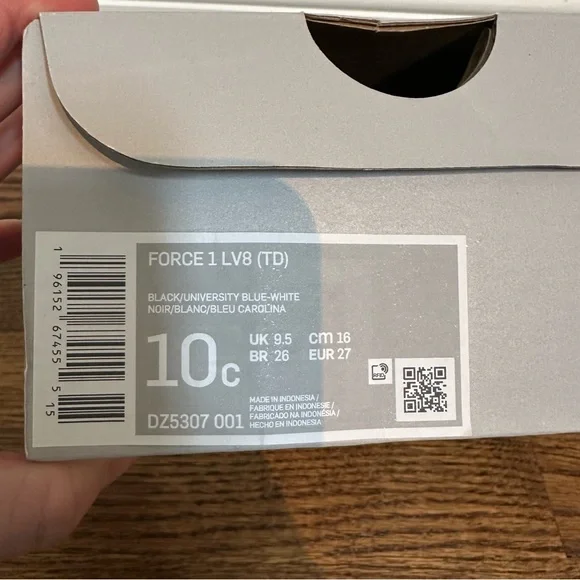 FORCE 1 LV8 (TD)
BLACK/UNIVERSITY BLUE-WHITE
NOIR/BLANC/BLEU CAROLINA
10C
UK 9.5 CM 16
BR 26 EUR 27
MADE IN INDONESIA/
FABRIQUE EN INDONESIE/
FABRICADO NA INDONÉSIA/
HECHO EN INDONESIA
DZ5307 001
RFID
1 96152 67455 5 15